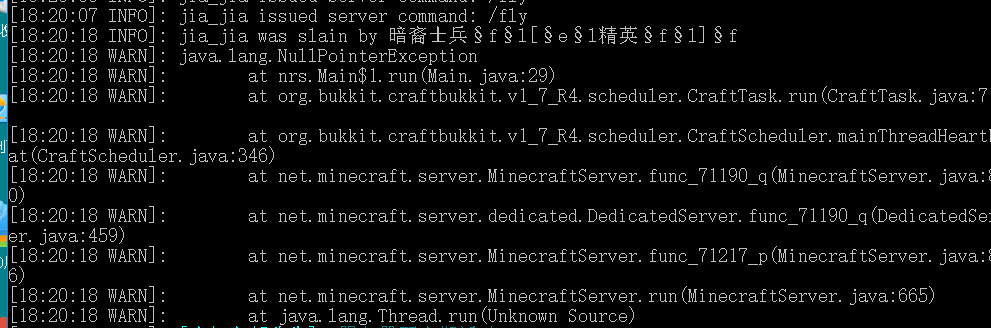 [18:20:07 INFO]: jia_jia issued server command: /fly
[18:20:18 INFO]: jia_jia was slain by 暗裔士兵§f§l[§e§l精英§f§l]§f
[18:20:18 WARN]: java.lang.NullPointerException
[18:20:18 WARN]:        at nrs.Main$1.run(Main.java:29)
[18:20:18 WARN]:        at org.bukkit.craftbukkit.v1_7_R4.scheduler.CraftTask.run(CraftTask.java:7
[18:20:18 WARN]:        at org.bukkit.craftbukkit.v1_7_R4.scheduler.CraftScheduler.mainThreadHeart
at(CraftScheduler.java:346)
[18:20:18 WARN]:        at net.minecraft.server.MinecraftServer.func_71190_q(MinecraftServer.java:
0)
[18:20:18 WARN]:        at net.minecraft.server.dedicated.DedicatedServer.func_71190_q(DedicatedSe
er.java:459)
[18:20:18 WARN]:        at net.minecraft.server.MinecraftServer.func_71217_p(MinecraftServer.java:
6)
[18:20:18 WARN]:        at net.minecraft.server.MinecraftServer.run(MinecraftServer.java:665)
[18:20:18 WARN]:        at java.lang.Thread.run(Unknown Source)